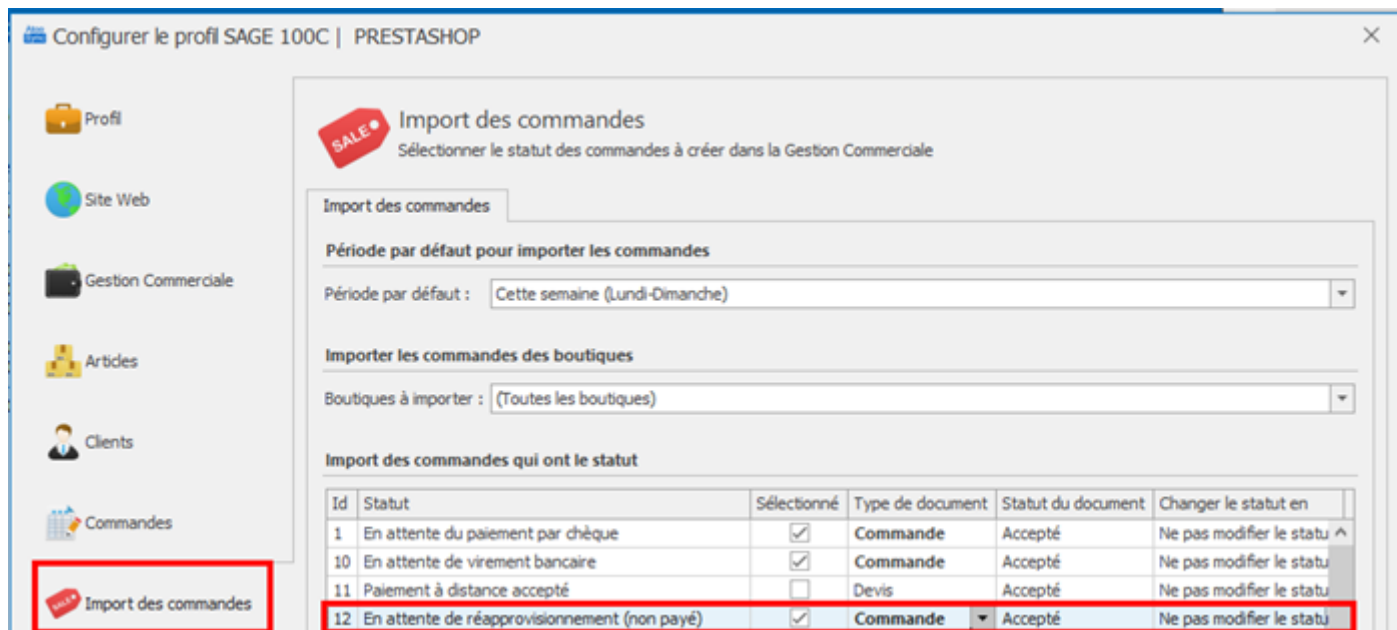 Configurer le profil SAGE 100C | PRESTASHOP
Profil
Site Web
Gestion Commerciale
Articles
Clients
Commandes
Import des commandes
SALE
Import des commandes
Sélectionner le statut des commandes à créer dans la Gestion Commerciale
Import des commandes
Période par défaut pour importer les commandes
Période par défaut : Cette semaine (Lundi-Dimanche)
Importer les commandes des boutiques
Boutiques à importer : (Toutes les boutiques)
Import des commandes qui ont le statut
Id Statut Sélectionné Type de document Statut du document Changer le statut en
1 En attente du paiement par chèque Commande Accepté Ne pas modifier le statu
10 En attente de virement bancaire Commande Accepté Ne pas modifier le statu
11 Paiement à distance accepté Devis Accepté Ne pas modifier le statu
12 En attente de réapprovisionnement (non payé) Commande Accepté Ne pas modifier le statu